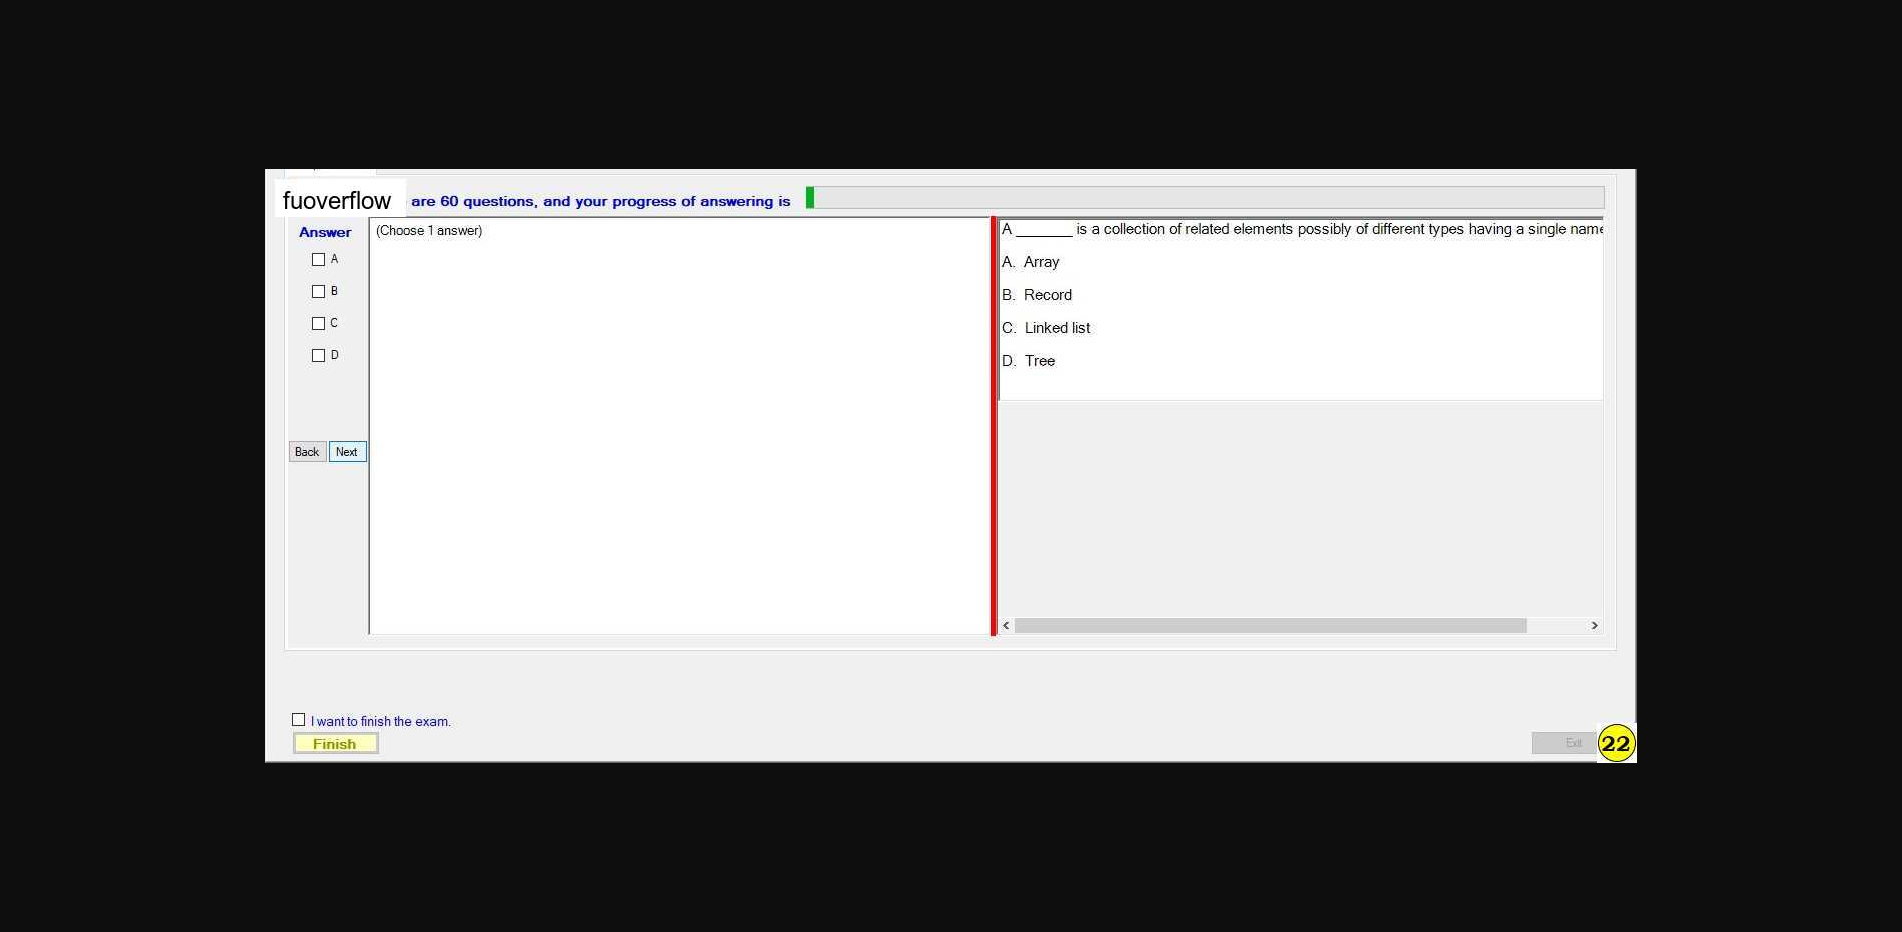 fuoverflow are 60 questions, and your progress of answering is
Answer
A
B
C
D
Back Next
(Choose 1 answer)
A _______ is a collection of related elements possibly of different types having a single name
A. Array
B. Record
C. Linked list
D. Tree
I want to finish the exam.
Finish
Exit
22